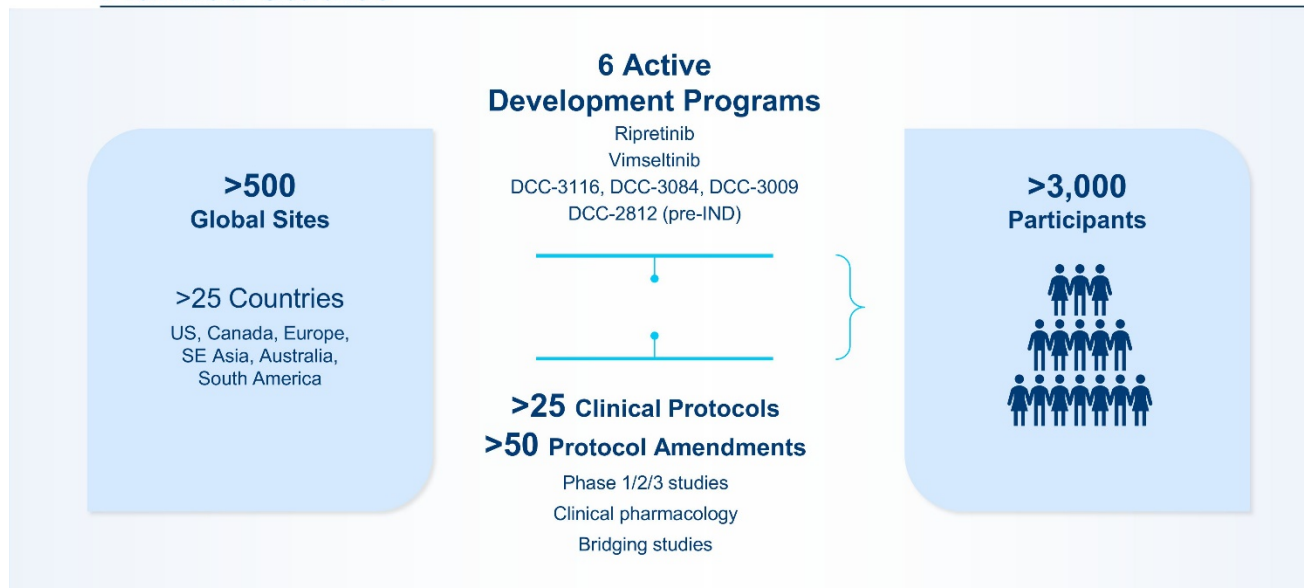 >500
Global Sites
>25 Countries
US, Canada, Europe,
SE Asia, Australia,
South America
6 Active
Development Programs
Ripretinib
Vimseltinib
DCC-3116, DCC-3084, DCC-3009
DCC-2812 (pre-IND)
>25 Clinical Protocols
>50 Protocol Amendments
Phase 1/2/3 studies
Clinical pharmacology
Bridging studies
>3,000
Participants